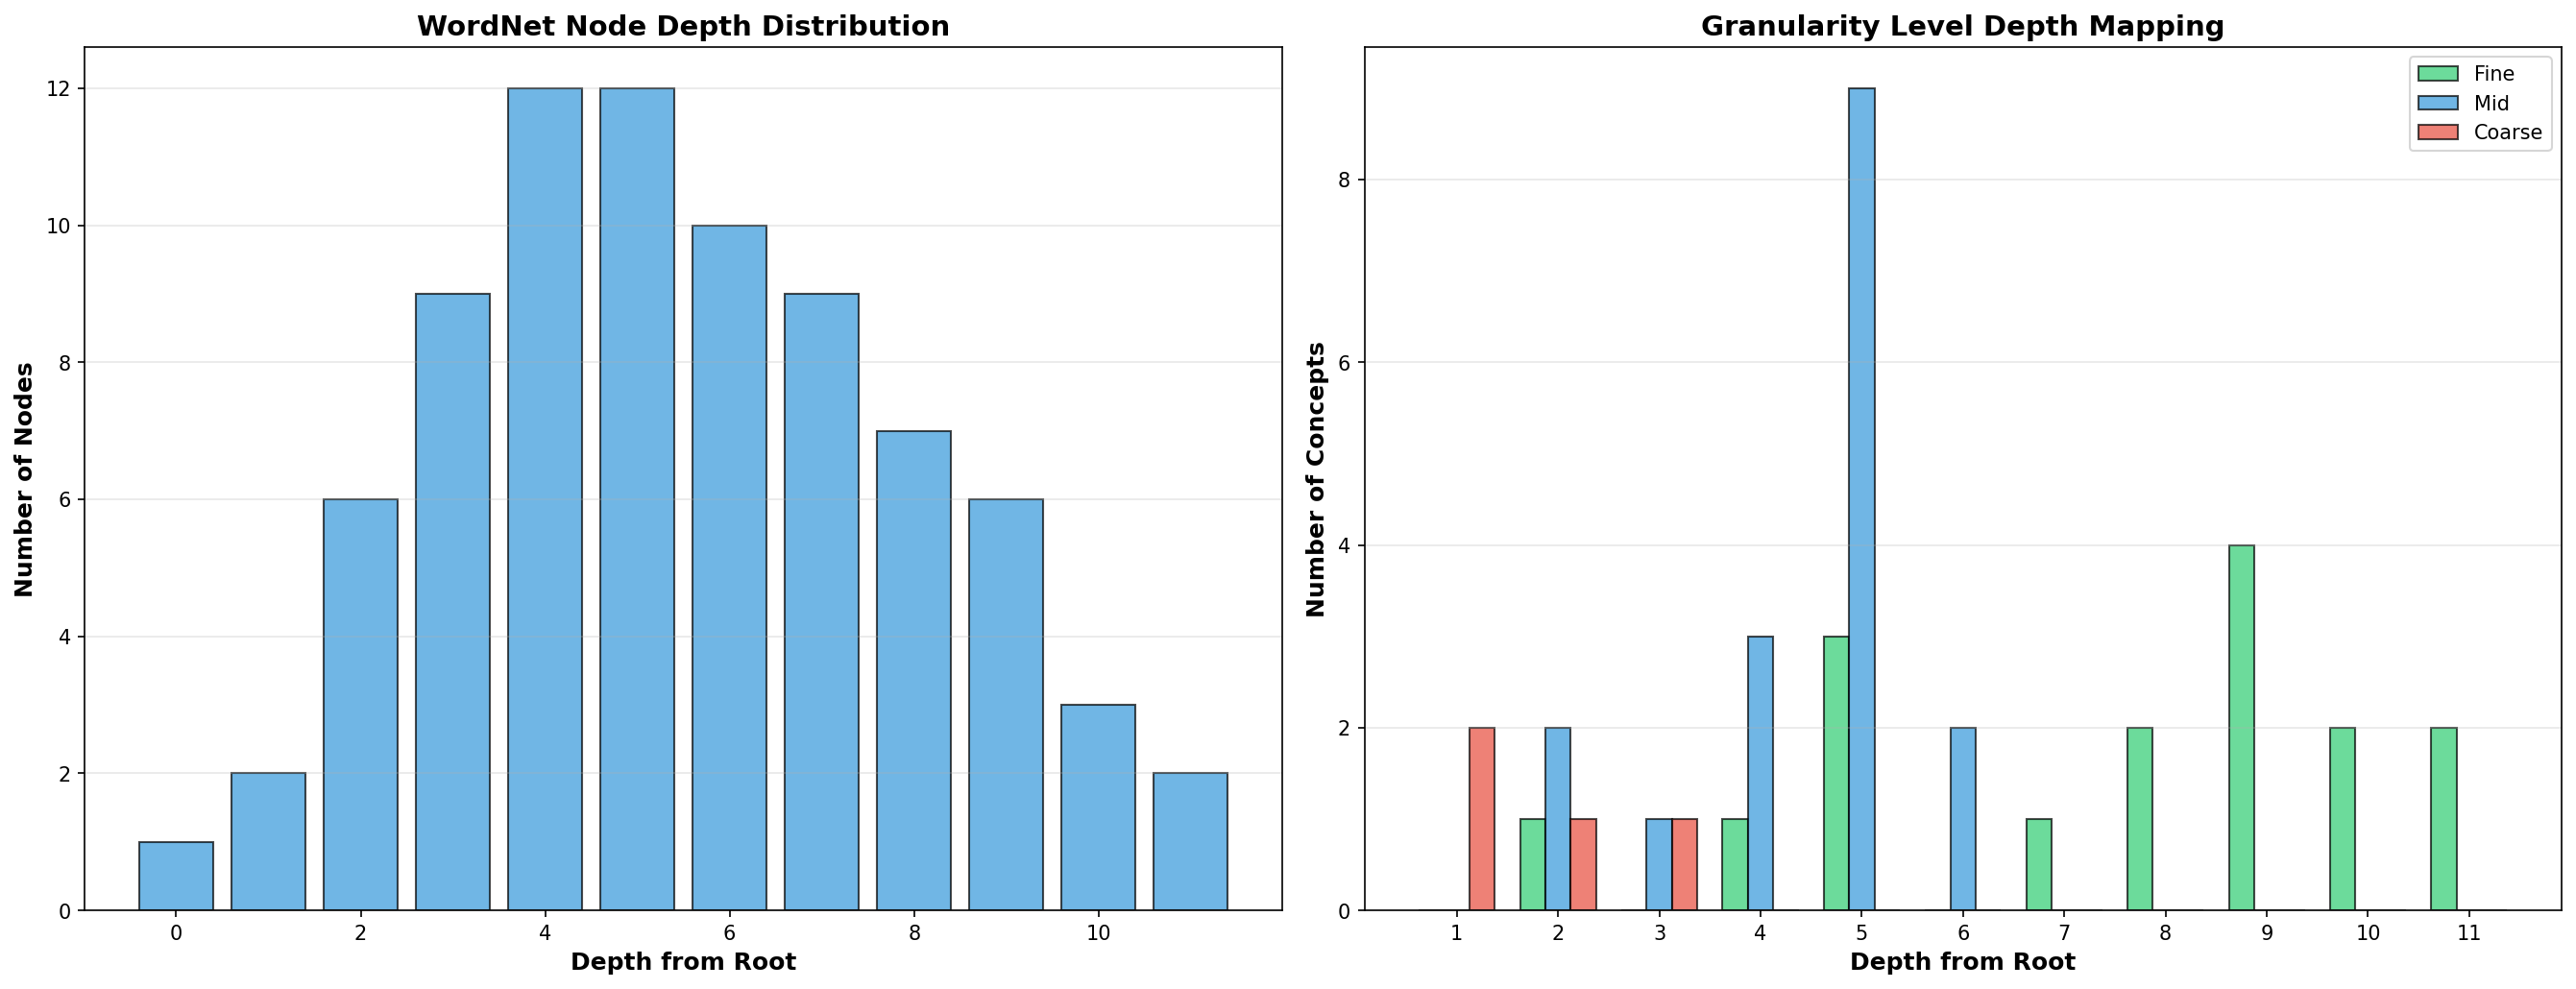 WordNet Node Depth Distribution
Number of Nodes
12
10
8
6
4
2
0
0 2 4 6 8 10
Depth from Root
Granularity Level Depth Mapping
Number of Concepts
8
6
4
2
0
1 2 3 4 5 6 7 8 9 10 11
Depth from Root
Fine
Mid
Coarse